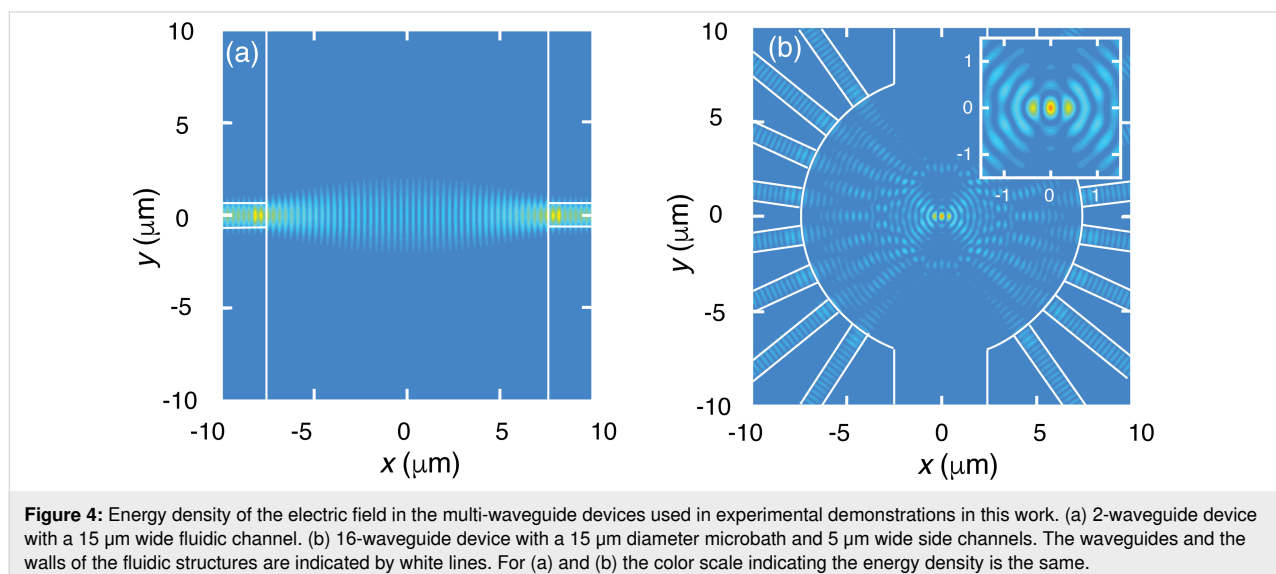 (a)
10
5
0
-5
-10
y (μm)
-10 -5 0 5 10
x (μm)
(b)
10
5
0
-5
-10
y (μm)
-10 -5 0 5 10
x (μm)
1
0
-1
-1 0 1
Figure 4: Energy density of the electric field in the multi-waveguide devices used in experimental demonstrations in this work. (a) 2-waveguide device
with a 15 μm wide fluidic channel. (b) 16-waveguide device with a 15 μm diameter microbath and 5 μm wide side channels. The waveguides and the
walls of the fluidic structures are indicated by white lines. For (a) and (b) the color scale indicating the energy density is the same.